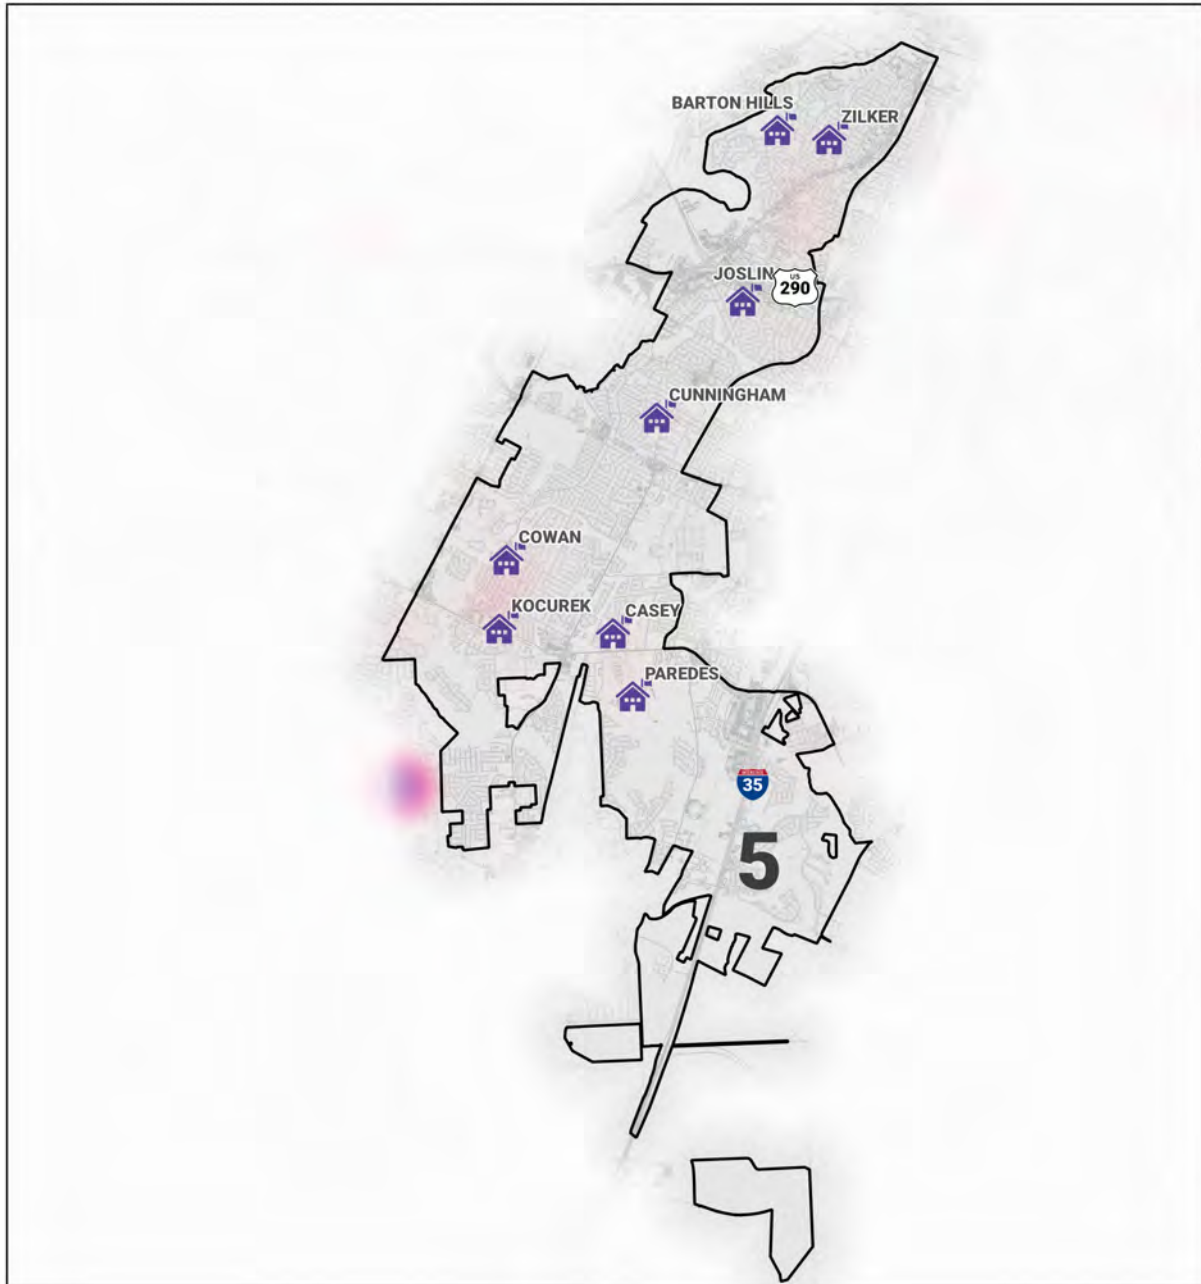 BARTON HILLS
ZILKER
JOSLIN
US
290
CUNNINGHAM
COWAN
KOCUREK
CASEY
PAREDES
35
5